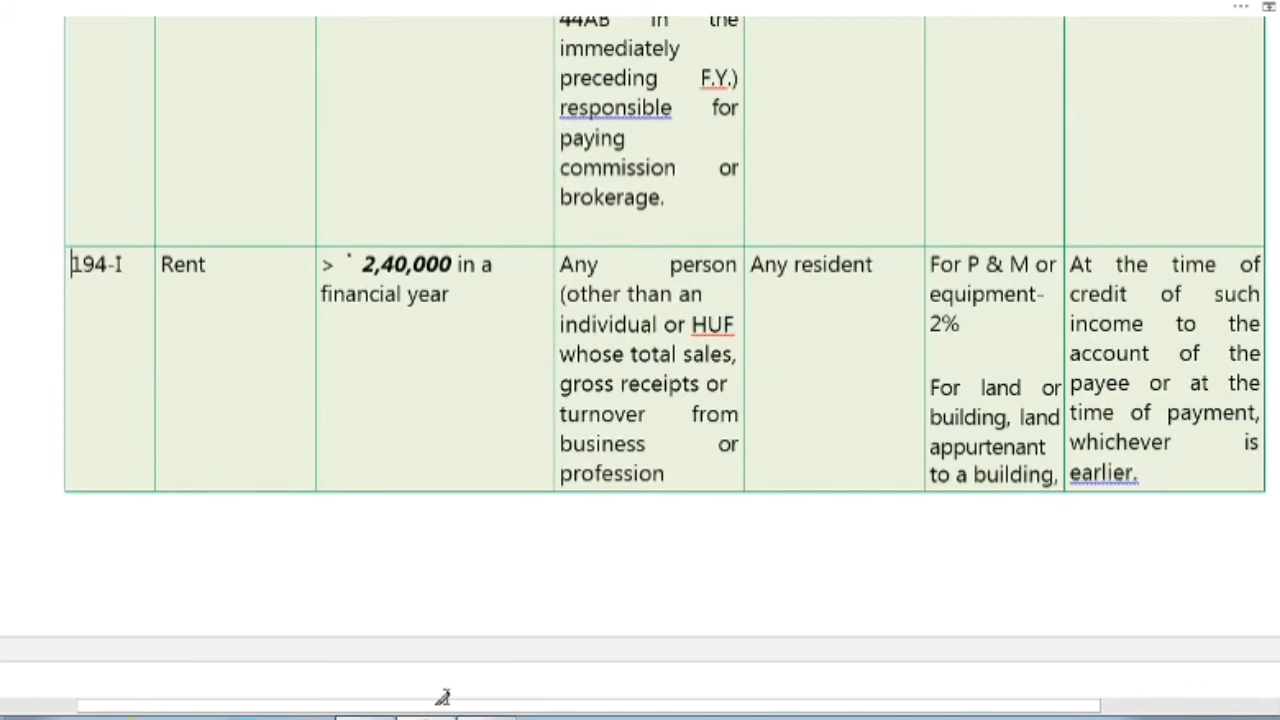 44AB in the
immediately
preceding F.Y.)
responsible for
paying
commission or
brokerage.
194-I
Rent
> ` 2,40,000 in a
financial year
Any person
(other than an
individual or HUF
whose total sales,
gross receipts or
turnover from
business or
profession
Any resident
For P & M or
equipment-
2%
For land or
building, land
appurtenant
to a building,
At the time of
credit of such
income to the
account of the
payee or at the
time of payment,
whichever is
earlier.